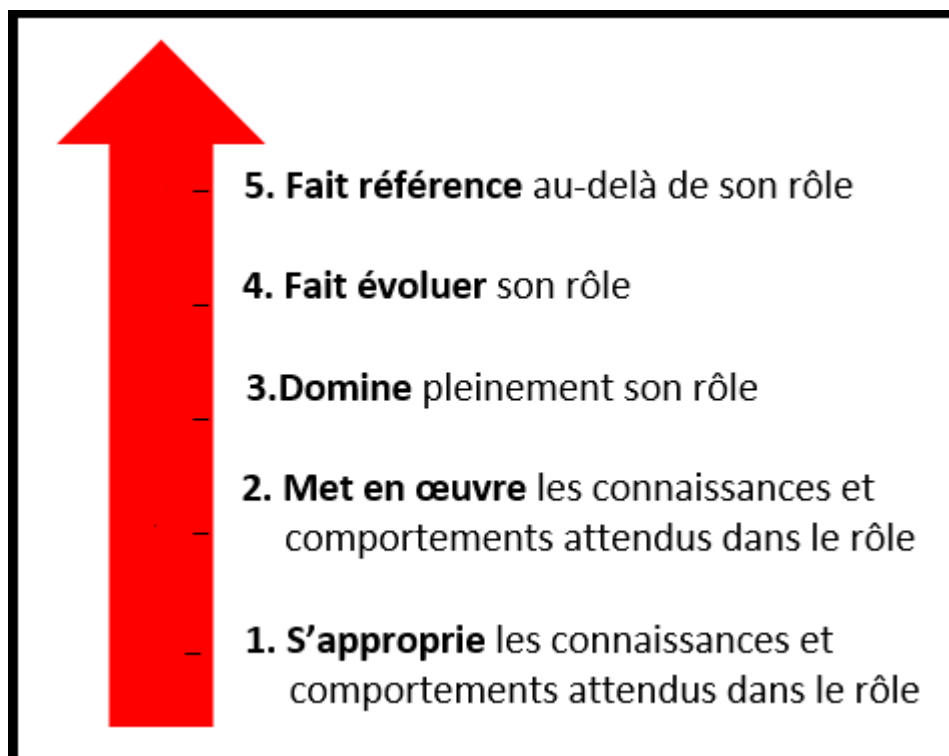 5. Fait référence au-delà de son rôle
4. Fait évoluer son rôle
3.Domine pleinement son rôle
2. Met en œuvre les connaissances et
comportements attendus dans le rôle
1. S’approprie les connaissances et
comportements attendus dans le rôle